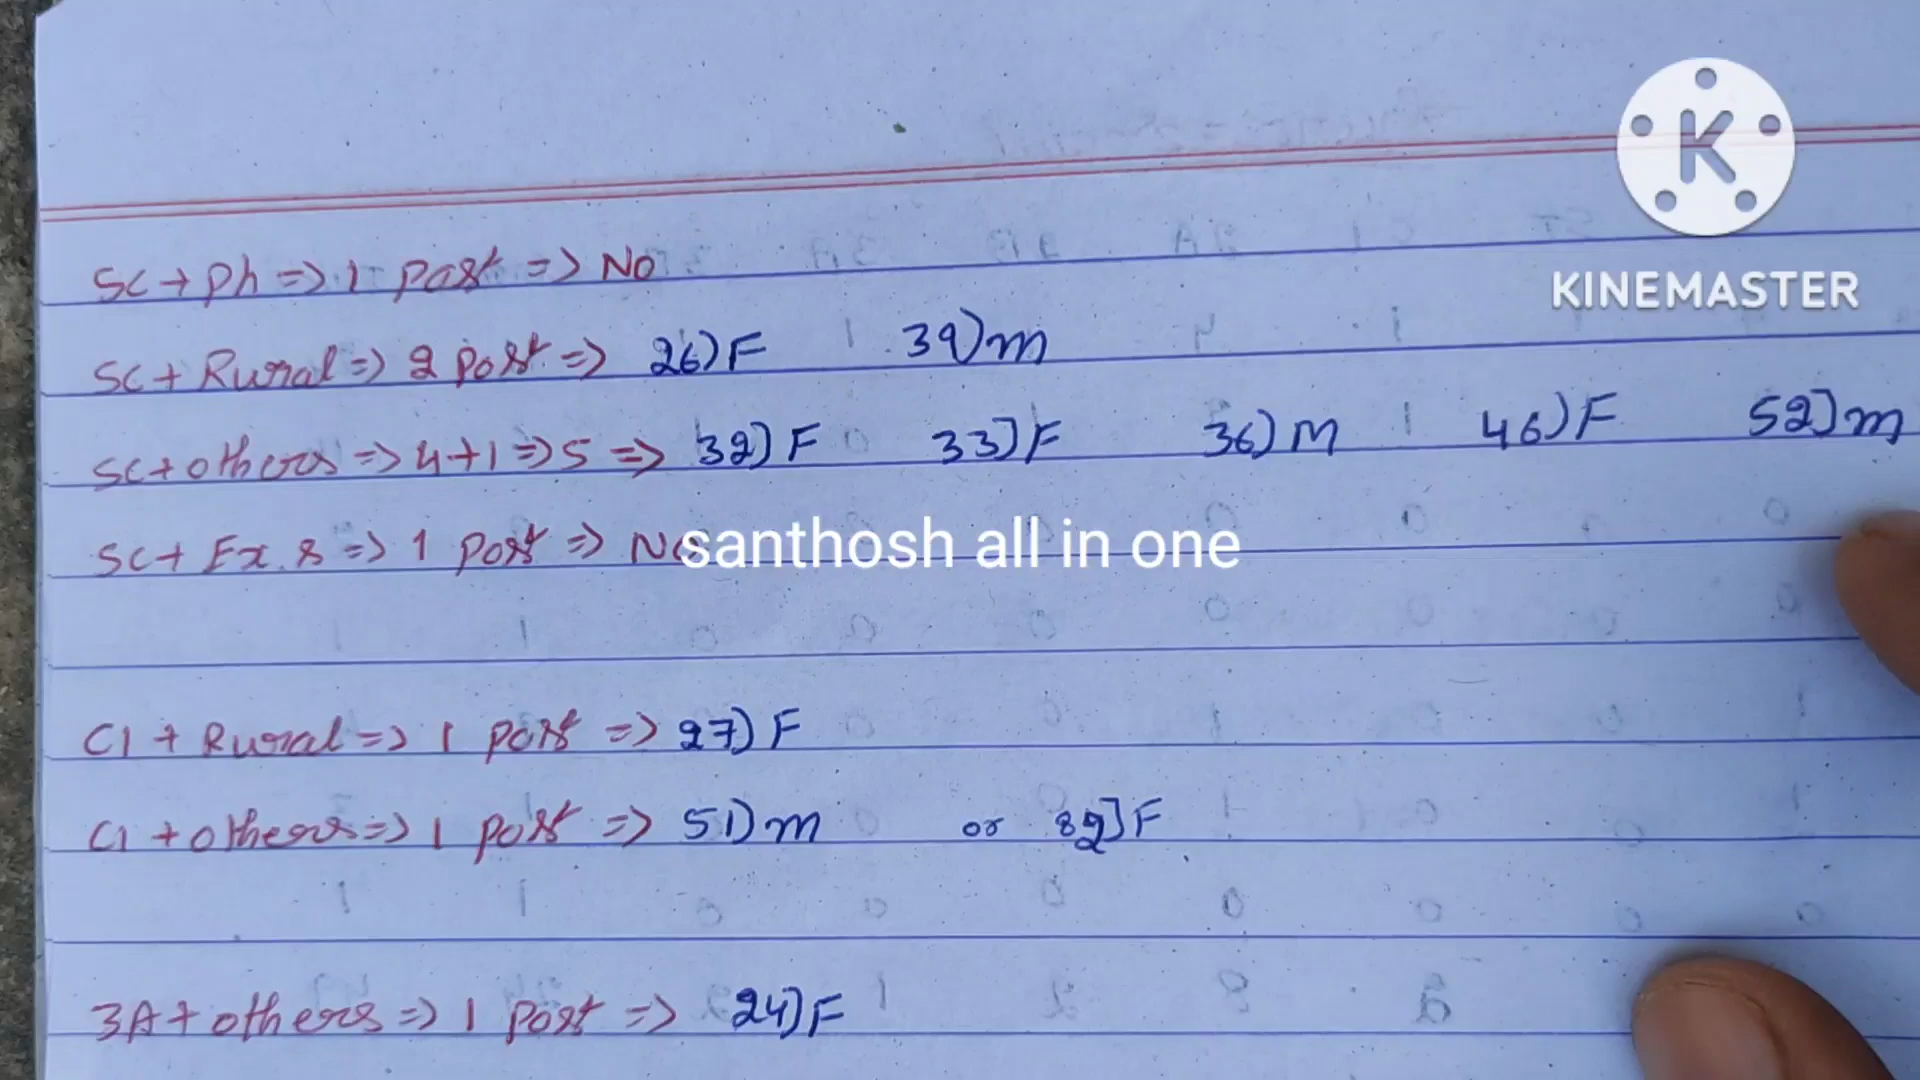 KINEMASTER
SC + Ph => 1 post => No
SC + Rural => 2 post => 26) F 39) m
SC + others => 4+1 => 5 => 32) F 33] F 36) M 46) F 52] m
SC + Ex. s => 1 post => No
santhosh all in one
C1 + Rural => 1 post => 27) F
C1 + others => 1 post => 51) m or 89] F
3A + others => 1 post => 24) F